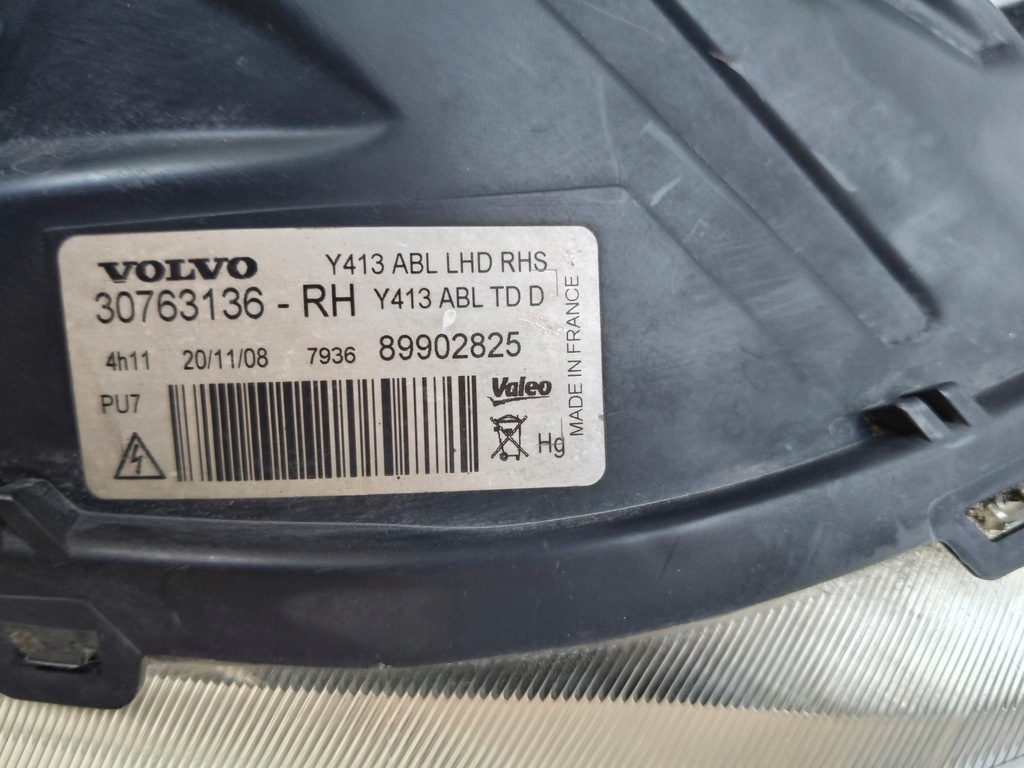 VOLVO Y413 ABL LHD RHS
30763136 - RH Y413 ABL TD D
4h11 20/11/08 7936 89902825
PU7
Valeo
Hg
MADE IN FRANCE